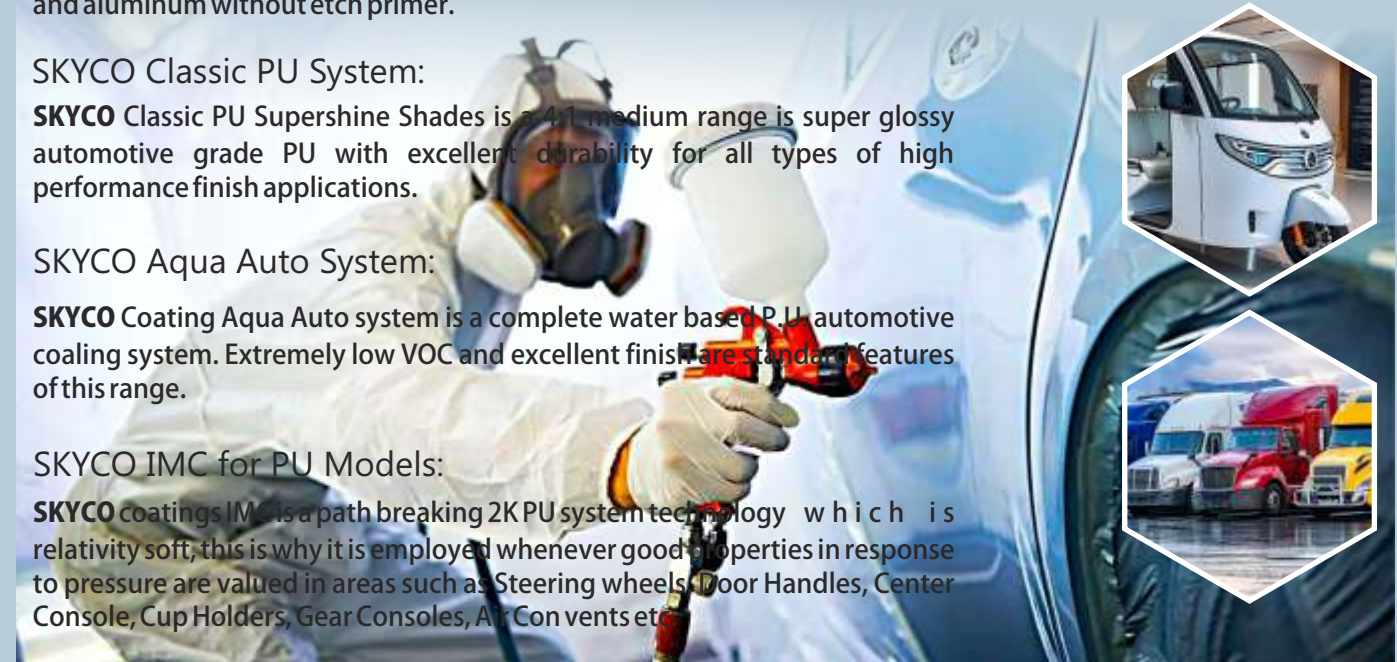 and aluminum without etch primer.
SKYCO Classic PU System:
SKYCO Classic PU Supershine Shades is a 4:1 medium range is super glossy
automotive grade PU with excellent durability for all types of high
performance finish applications.
SKYCO Aqua Auto System:
SKYCO Coating Aqua Auto system is a complete water based P.U. automotive
coaling system. Extremely low VOC and excellent finish are standard features
of this range.
SKYCO IMC for PU Models:
SKYCO coatings IMC is a path breaking 2K PU system technology which is
relativity soft, this is why it is employed whenever good properties in response
to pressure are valued in areas such as Steering wheels, Door Handles, Center
Console, Cup Holders, Gear Consoles, Air Con vents etc.